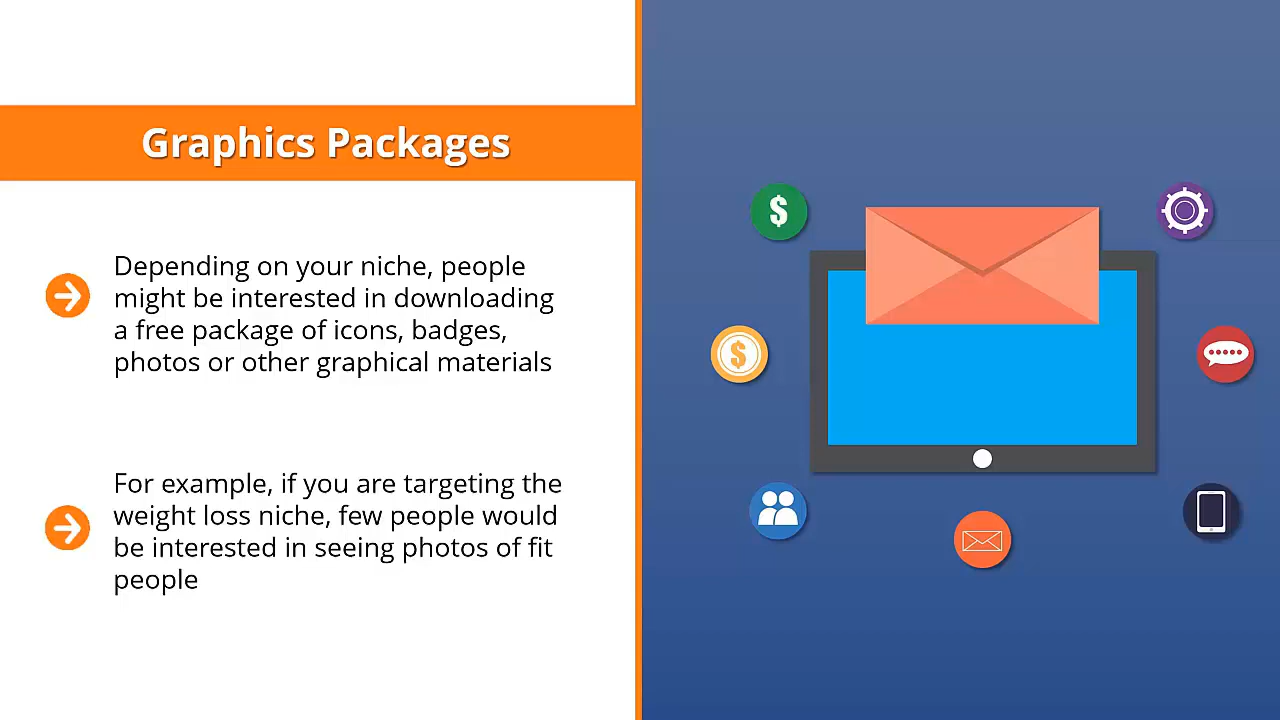 Graphics Packages
Depending on your niche, people
might be interested in downloading
a free package of icons, badges,
photos or other graphical materials
For example, if you are targeting the
weight loss niche, few people would
be interested in seeing photos of fit
people
$
$